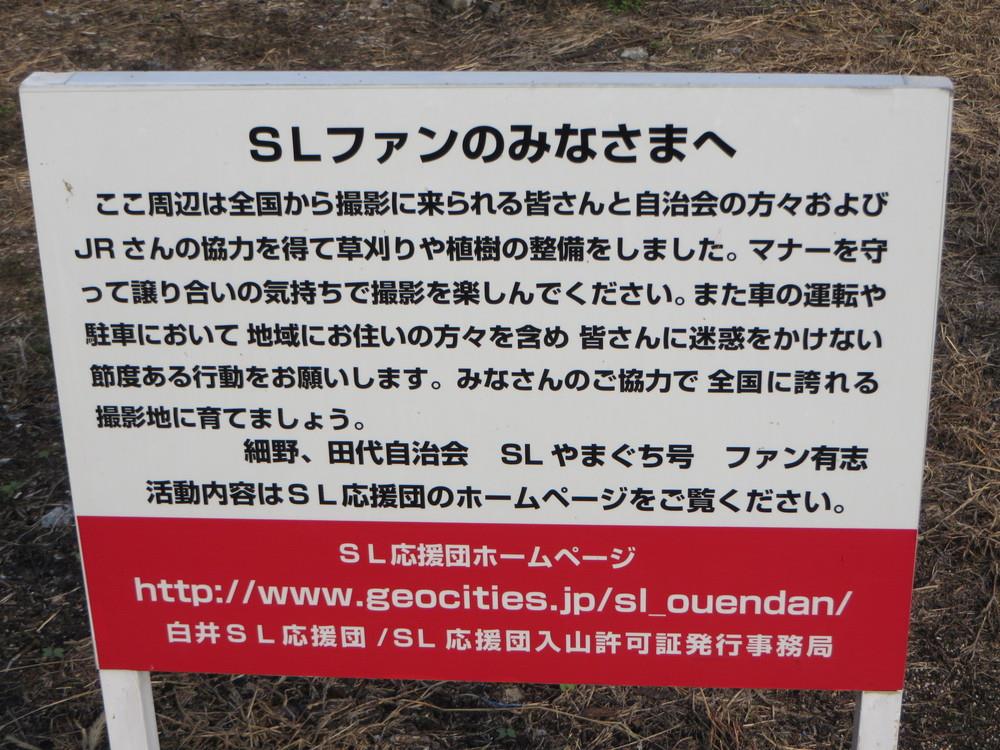 SLファンのみなさまへ
ここ周辺は全国から撮影に来られる皆さんと自治会の方々および
JRさんの協力を得て草刈りや植樹の整備をしました。マナーを守
って譲り合いの気持ちで撮影を楽しんでください。また車の運転や
駐車において 地域にお住いの方々を含め 皆さんに迷惑をかけない
節度ある行動をお願いします。みなさんのご協力で 全国に誇れる
撮影地に育てましょう。
細野、田代自治会 SLやまぐち号 ファン有志
活動内容はSL応援団のホームページをご覧ください。
SL応援団ホームページ
http://www.geocities.jp/sl_ouendan/
白井SL応援団 /SL応援団入山許可証発行事務局